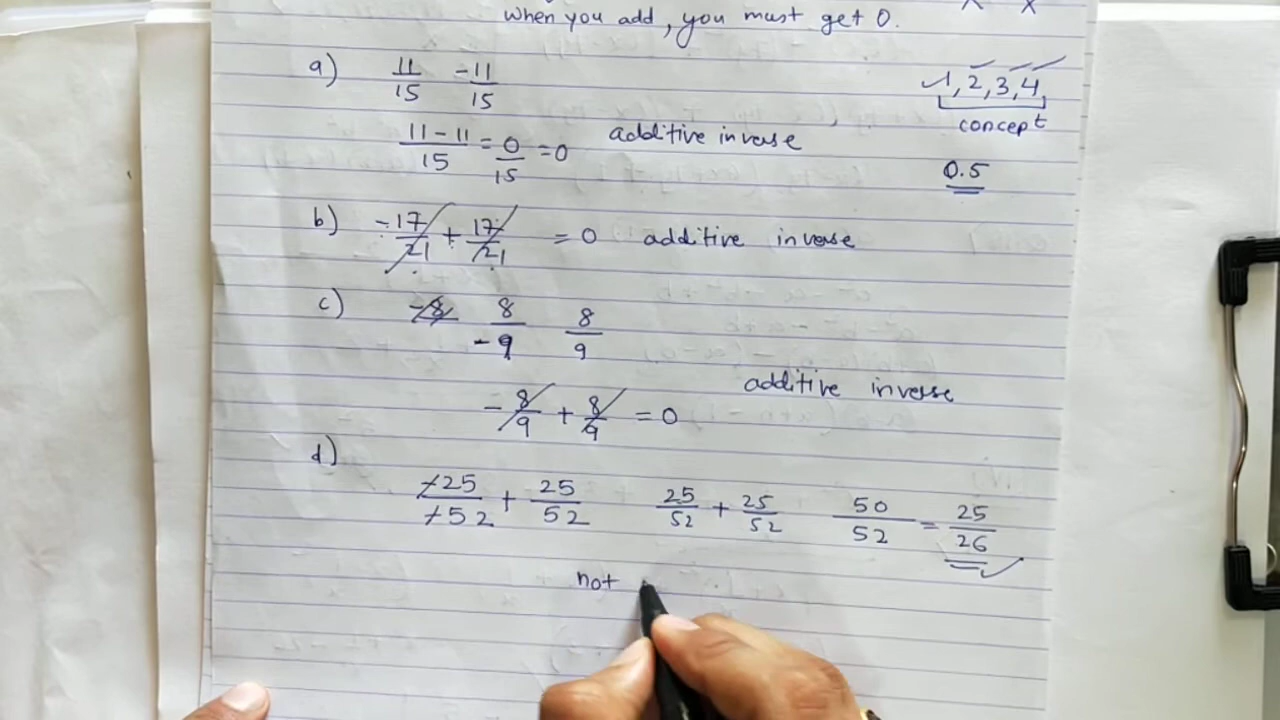 When you add, you must get 0.
1, 2, 3, 4
concept
0.5
a) 11/15 -11/15
11-11/15 = 0/15 = 0 additive inverse
b) -17/21 + 17/21 = 0 additive inverse
c) -8 8/-9 8/9
-8/9 + 8/9 = 0 additive inverse
d)
-25/-52 + 25/52 25/52 + 25/52 50/52 = 25/26
not